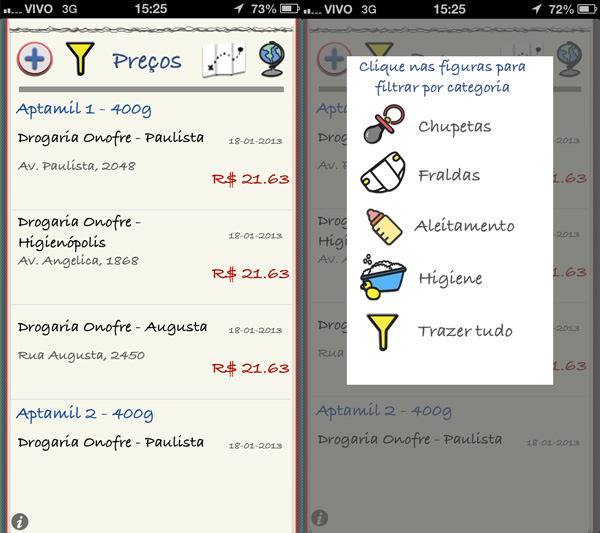 VIVO 3G 15:25 73%
Preços
Aptamil 1 - 400g
Drogaria Onofre - Paulista 18-01-2013
Av. Paulista, 2048
R$ 21.63
Drogaria Onofre -
Higienópolis 18-01-2013
Av. Angelica, 1868
R$ 21.63
Drogaria Onofre - Augusta 18-01-2013
Rua Augusta, 2450
R$ 21.63
Aptamil 2 - 400g
Drogaria Onofre - Paulista 18-01-2013
VIVO 3G 15:25 72%
Clique nas figuras para
filtrar por categoria
Chupetas
Fraldas
Aleitamento
Higiene
Trazer tudo
Aptamil 2 - 400g
Drogaria Onofre - Paulista 18-01-2013